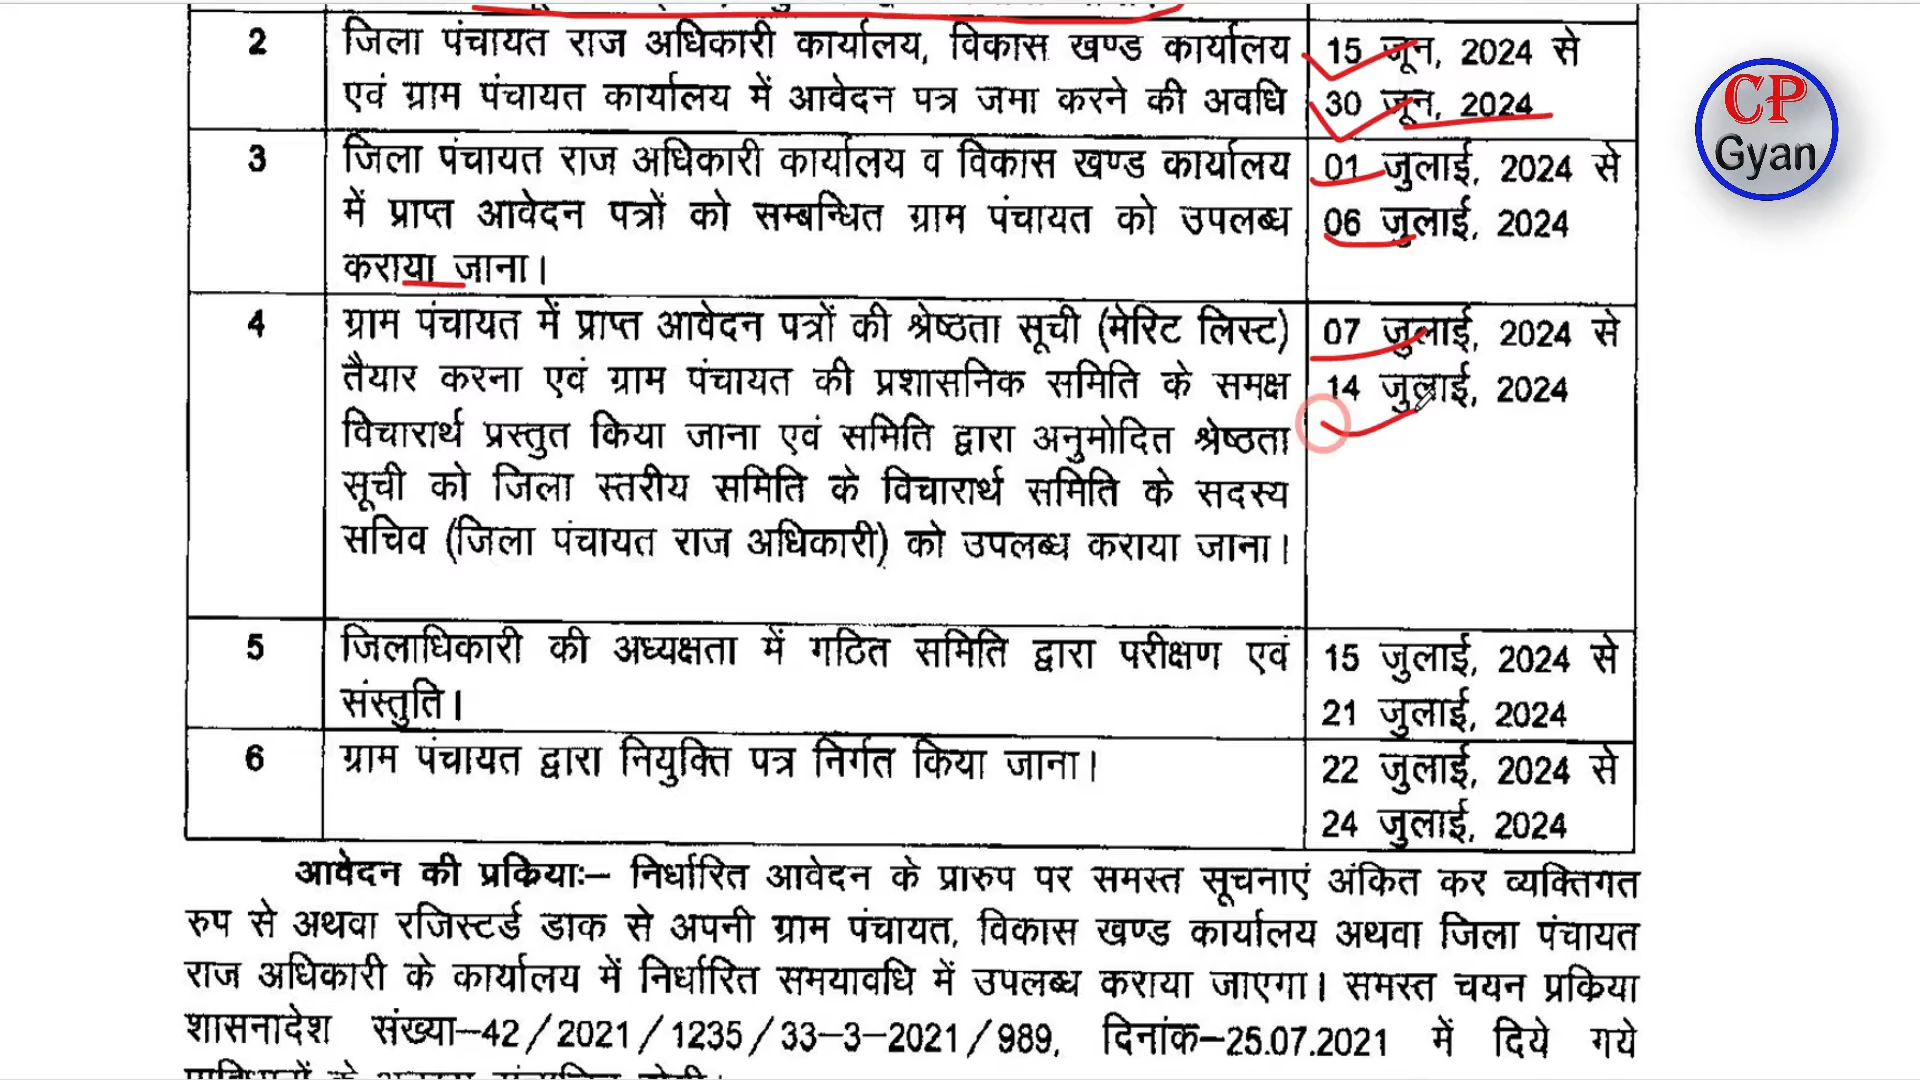 2
जिला पंचायत राज अधिकारी कार्यालय, विकास खण्ड कार्यालय
एवं ग्राम पंचायत कार्यालय में आवेदन पत्र जमा करने की अवधि
15 जून, 2024 से
30 जून, 2024
3
जिला पंचायत राज अधिकारी कार्यालय व विकास खण्ड कार्यालय
में प्राप्त आवेदन पत्रों को सम्बन्धित ग्राम पंचायत को उपलब्ध
कराया जाना।
01 जुलाई, 2024 से
06 जुलाई, 2024
4
ग्राम पंचायत में प्राप्त आवेदन पत्रों की श्रेष्ठता सूची (मेरिट लिस्ट)
तैयार करना एवं ग्राम पंचायत की प्रशासनिक समिति के समक्ष
विचारार्थ प्रस्तुत किया जाना एवं समिति द्वारा अनुमोदित श्रेष्ठता
सूची को जिला स्तरीय समिति के विचारार्थ समिति के सदस्य
सचिव (जिला पंचायत राज अधिकारी) को उपलब्ध कराया जाना।
07 जुलाई, 2024 से
14 जुलाई, 2024
5
जिलाधिकारी की अध्यक्षता में गठित समिति द्वारा परीक्षण एवं
संस्तुति।
15 जुलाई, 2024 से
21 जुलाई, 2024
6
ग्राम पंचायत द्वारा नियुक्ति पत्र निर्गत किया जाना।
22 जुलाई, 2024 से
24 जुलाई, 2024
आवेदन की प्रकियाः– निर्धारित आवेदन के प्रारुप पर समस्त सूचनाएं अंकित कर व्यक्तिगत
रुप से अथवा रजिस्टर्ड डाक से अपनी ग्राम पंचायत, विकास खण्ड कार्यालय अथवा जिला पंचायत
राज अधिकारी के कार्यालय में निर्धारित समयावधि में उपलब्ध कराया जाएगा। समस्त चयन प्रकिया
शासनादेश संख्या–42/2021/1235/33–3–2021/989, दिनांक–25.07.2021 में दिये गये
CP
Gyan